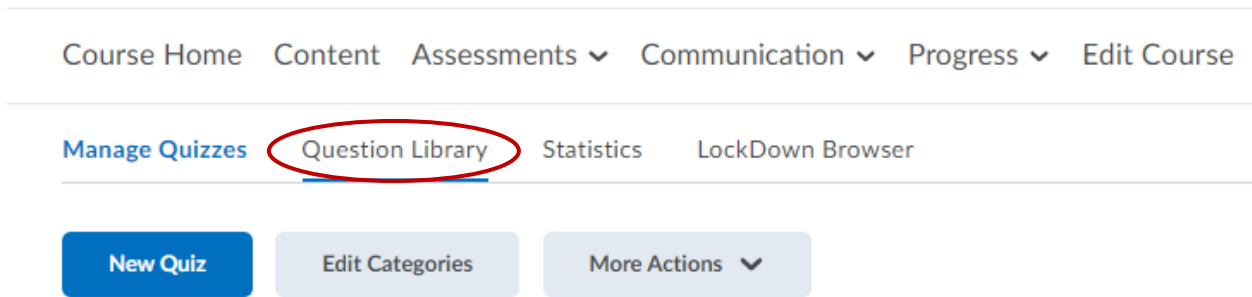 Course Home Content Assessments Communication Progress Edit Course
Manage Quizzes Question Library Statistics LockDown Browser
New Quiz Edit Categories More Actions